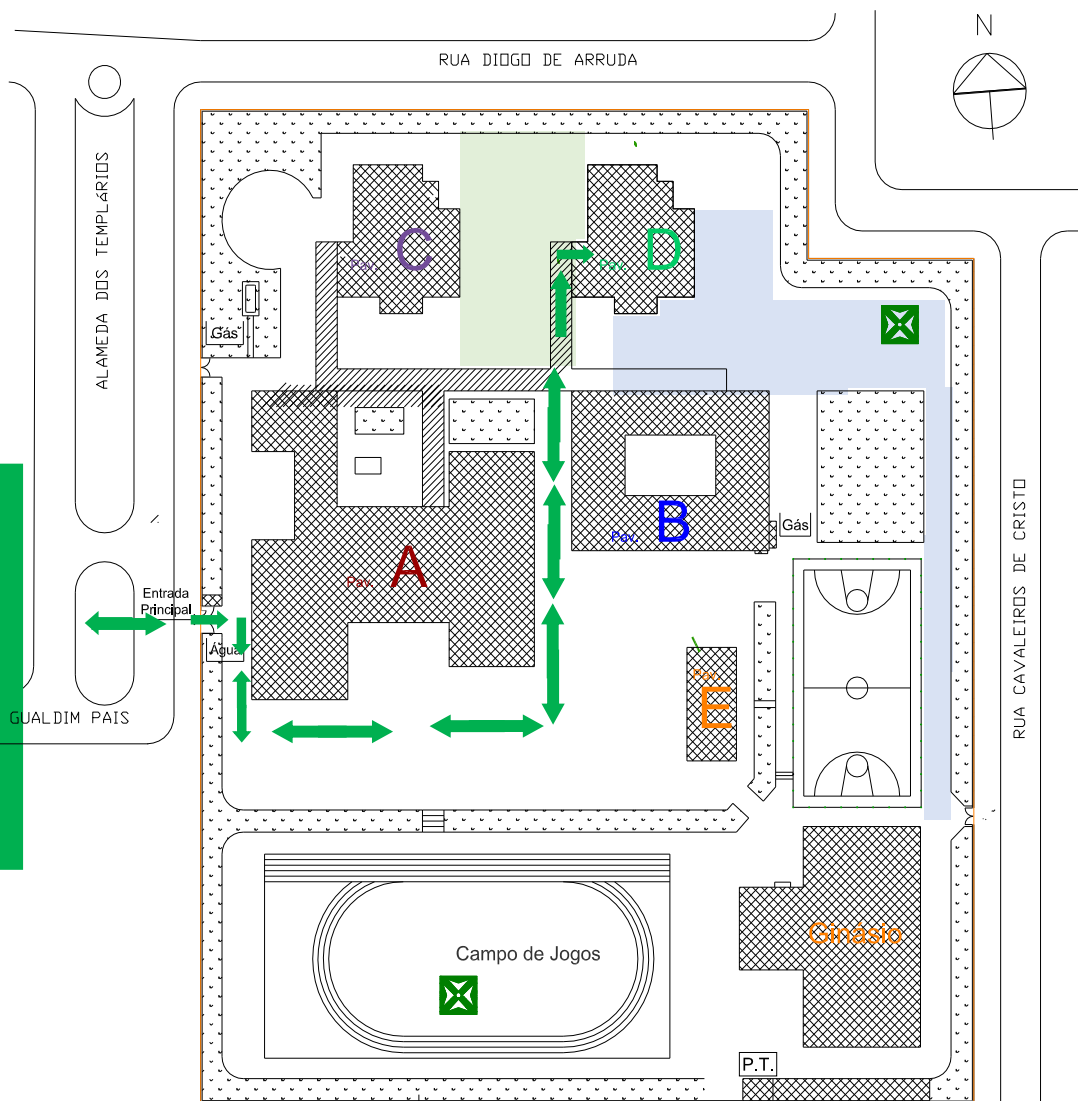 N
RUA DIOGO DE ARRUDA
ALAMEDA DOS TEMPLÁRIOS
C
Pav.
D
Pav.
Gás
B
Pav.
Gás
A
Pav.
Entrada
Principal
Água
E
Pav.
GUALDIM PAIS
RUA CAVALEIROS DE CRISTO
Ginásio
Campo de Jogos
P.T.